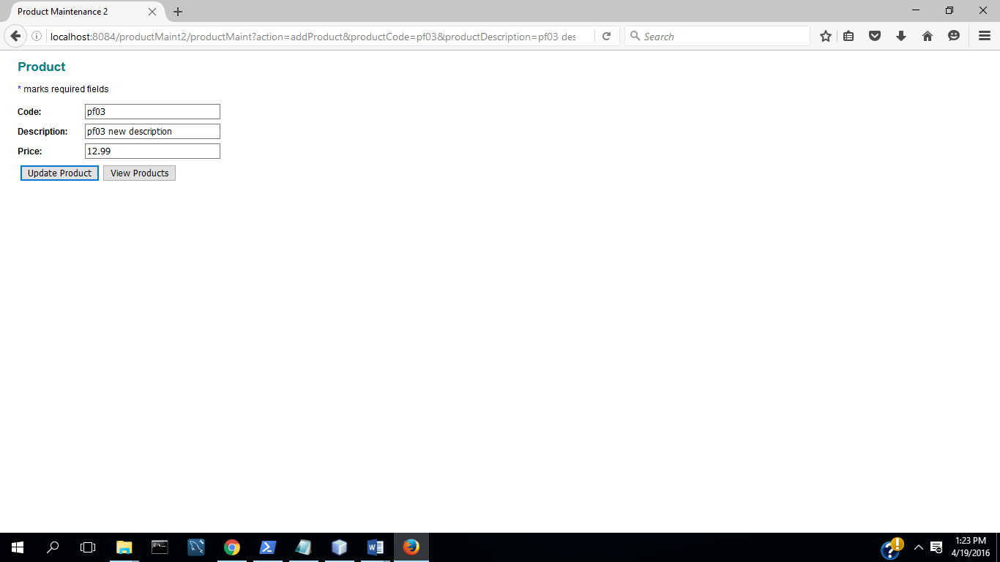 Product Maintenance 2
localhost:8084/productMaint2/productMaint?action=addProduct&productCode=pf03&productDescription=pf03 des
Search
Product
* marks required fields
Code: pf03
Description: pf03 new description
Price: 12.99
Update Product View Products
1:23 PM
4/19/2016